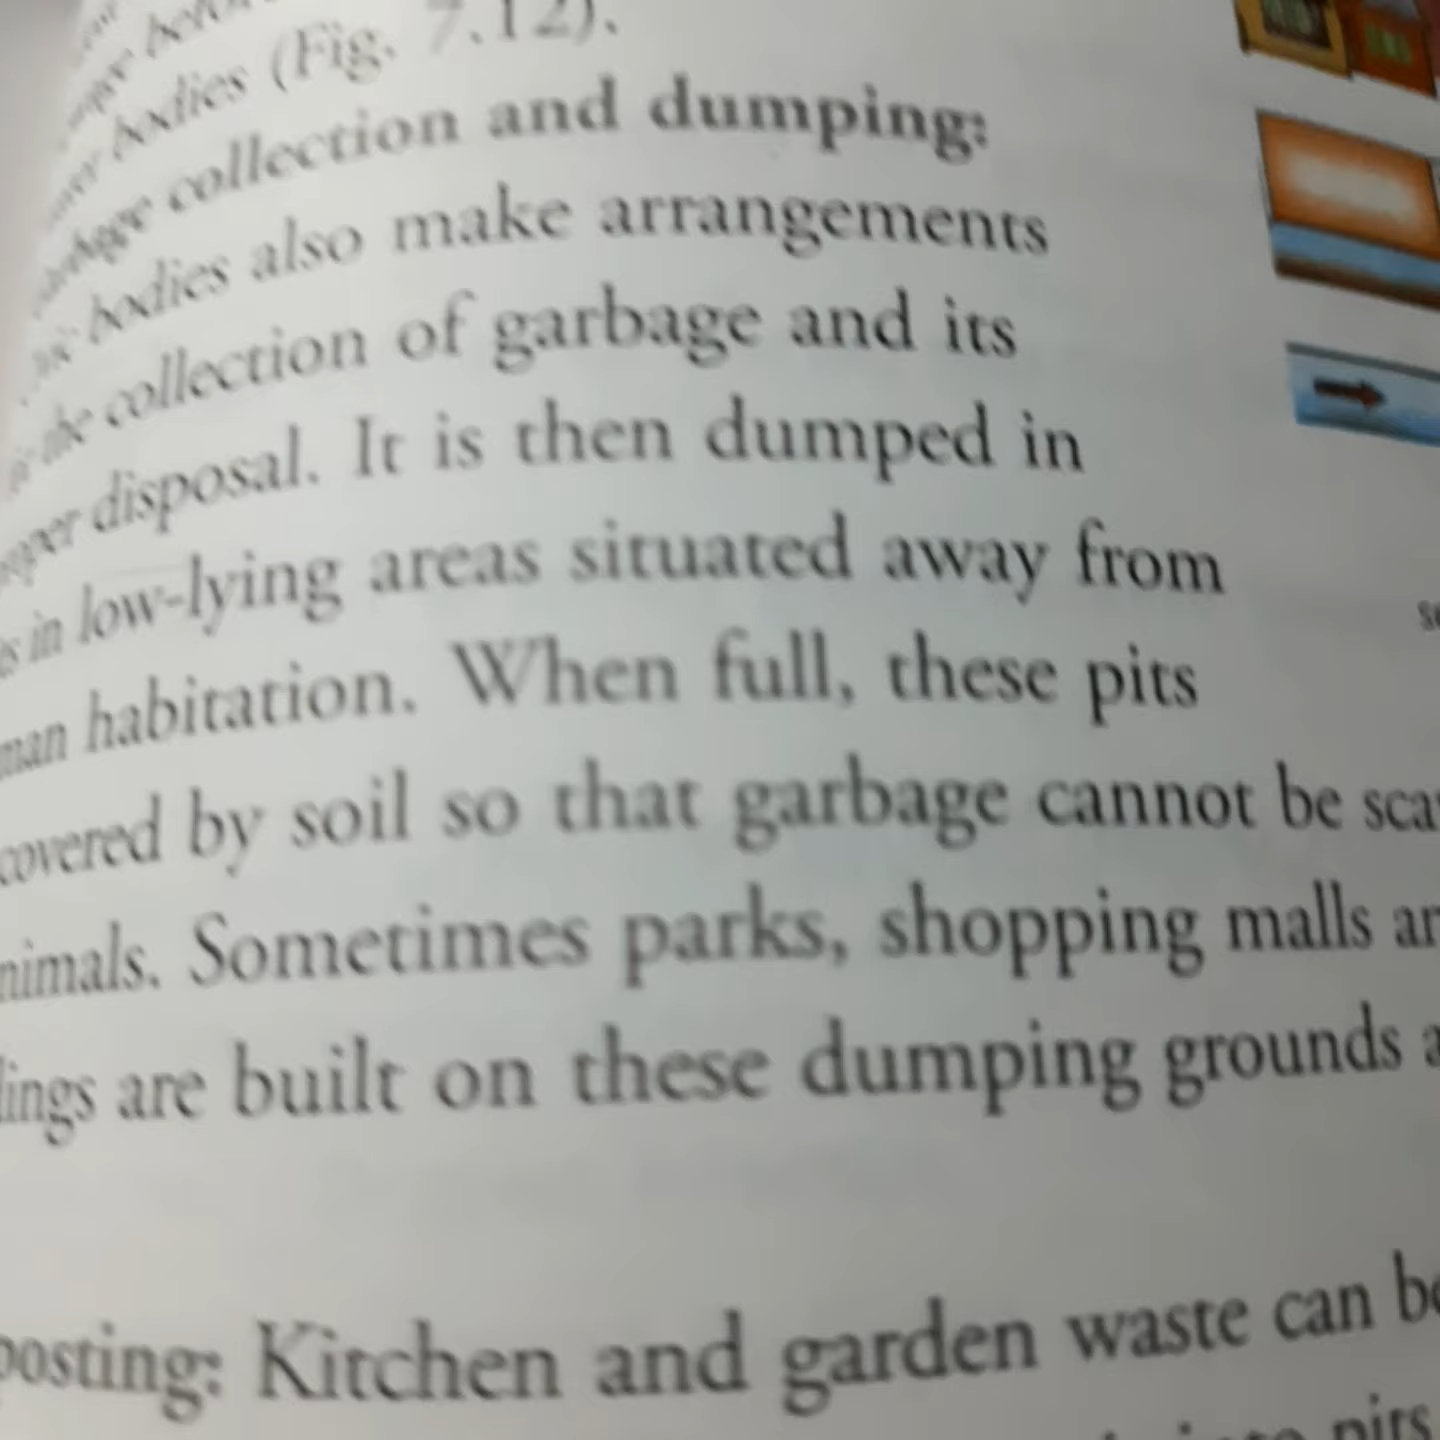 bodies (Fig. 7.12).
collection and dumping:
bodies also make arrangements
the collection of garbage and its
disposal. It is then dumped in
in low-lying areas situated away from
habitation. When full, these pits
covered by soil so that garbage cannot be
Sometimes parks, shopping malls
are built on these dumping grounds
Kitchen and garden waste can
pits